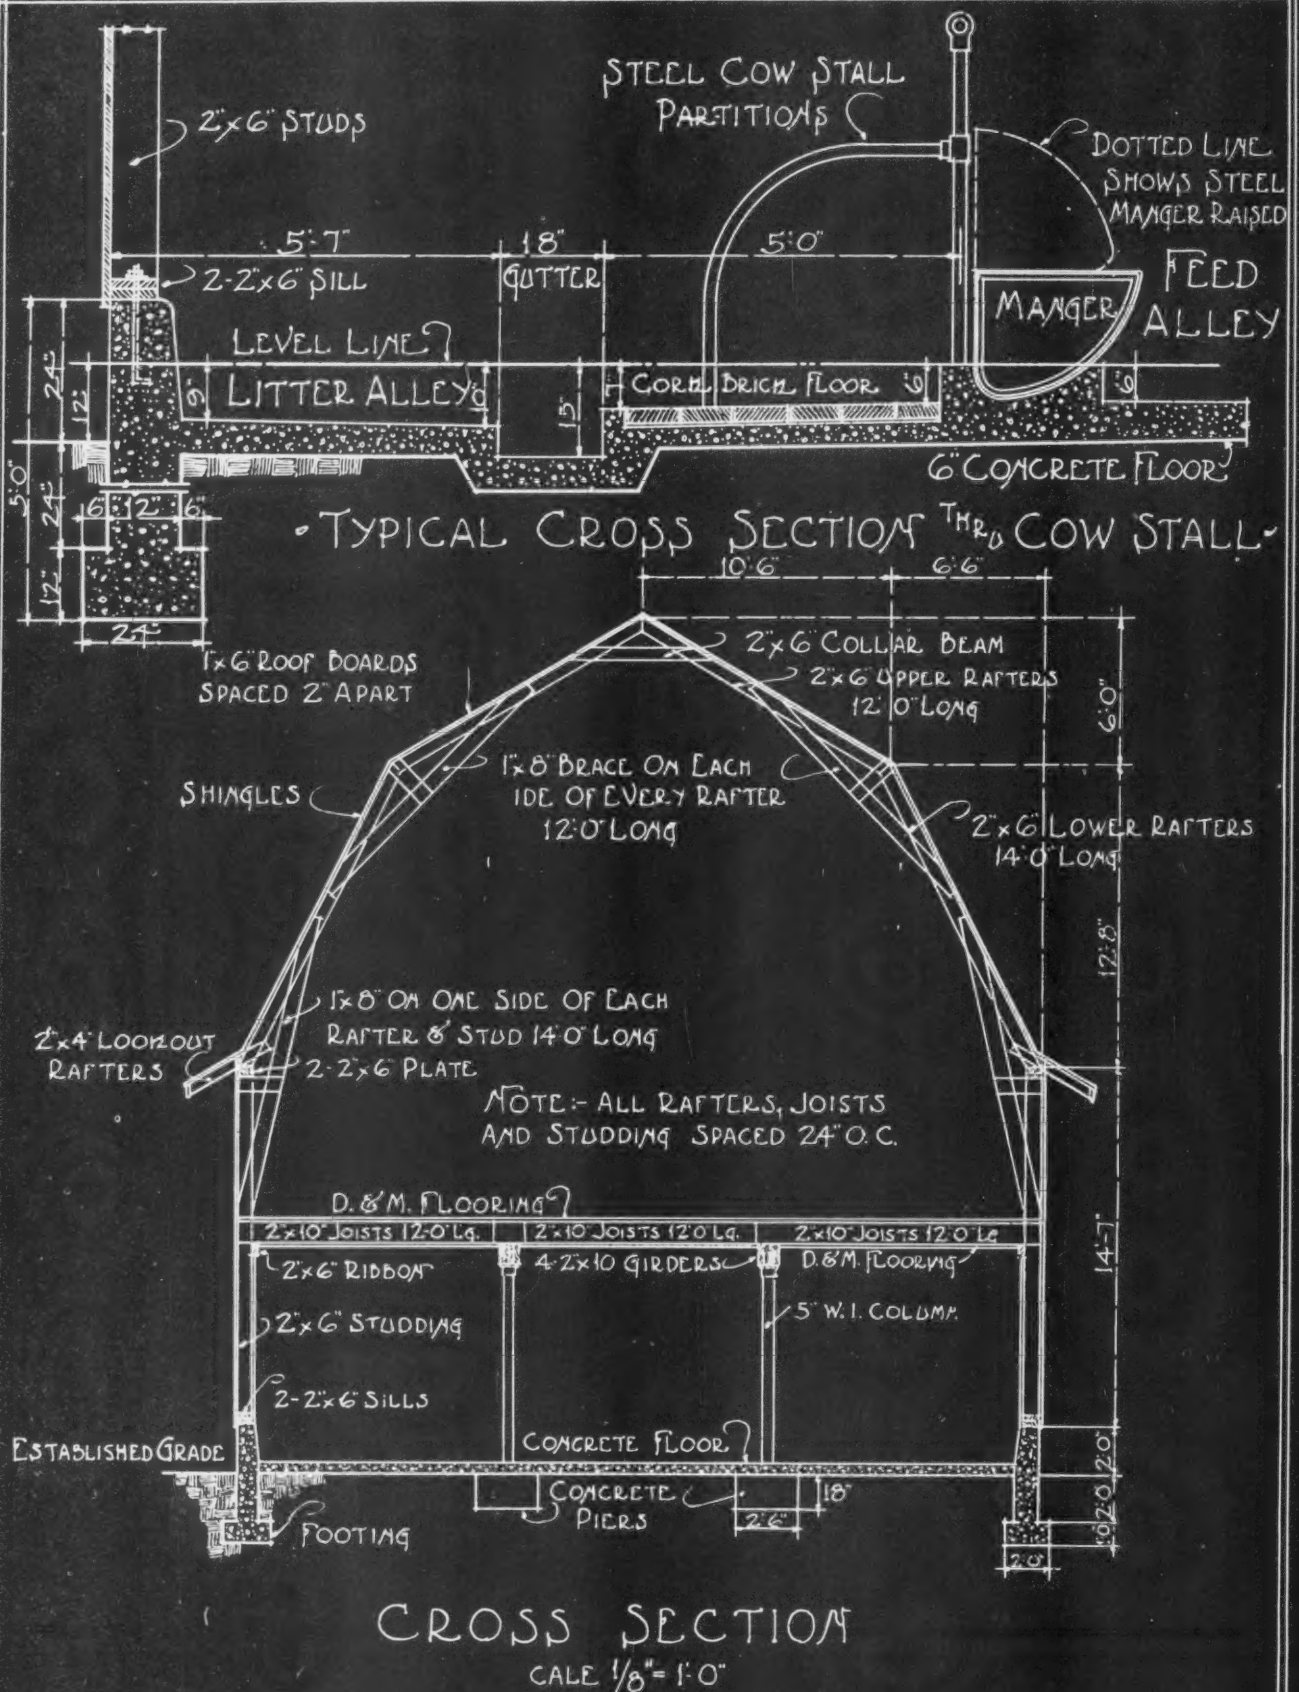 STEEL COW STALL
PARTITIONS
2"x6" STUDS
DOTTED LINE
SHOWS STEEL
MANGER RAISED
5'-7"
18"
GUTTER
5'-0"
2-2"x6" SILL
FEED
ALLEY
MANGER
LEVEL LINE
LITTER ALLEY
CORK BRICK FLOOR
24"
12"
9"
15"
6"
6"
5'-0"
24"
12"
6" 12" 6"
24"
6" CONCRETE FLOOR
TYPICAL CROSS SECTION THRU COW STALL
10'-6"
6'-6"
2"x6" COLLAR BEAM
2"x6" UPPER RAFTERS
12'-0" LONG
1"x6" ROOF BOARDS
SPACED 2" APART
6'-0"
1"x8" BRACE ON EACH
IDE OF EVERY RAFTER
12'-0" LONG
SHINGLES
2"x6" LOWER RAFTERS
14'-0" LONG
12'-8"
1"x8" ON ONE SIDE OF EACH
RAFTER & STUD 14'-0" LONG
2"x4" LOOKOUT
RAFTERS
2-2"x6" PLATE
NOTE:- ALL RAFTERS, JOISTS
AND STUDDING SPACED 24" O.C.
D. & M. FLOORING
2"x10" JOISTS 12'-0" LG.
2"x10" JOISTS 12'0 LG.
2"x10" JOISTS 12'-0" LG
2"x6" RIBBON
4-2"x10 GIRDERS
D. & M. FLOORING
14'-7"
2"x6" STUDDING
5" W.I. COLUMN.
2-2"x6" SILLS
ESTABLISHED GRADE
CONCRETE FLOOR
2'0"
CONCRETE
PIERS
18"
2'-6"
2'0"
FOOTING
2'0"
CROSS SECTION
CALE 1/8" = 1'-0"